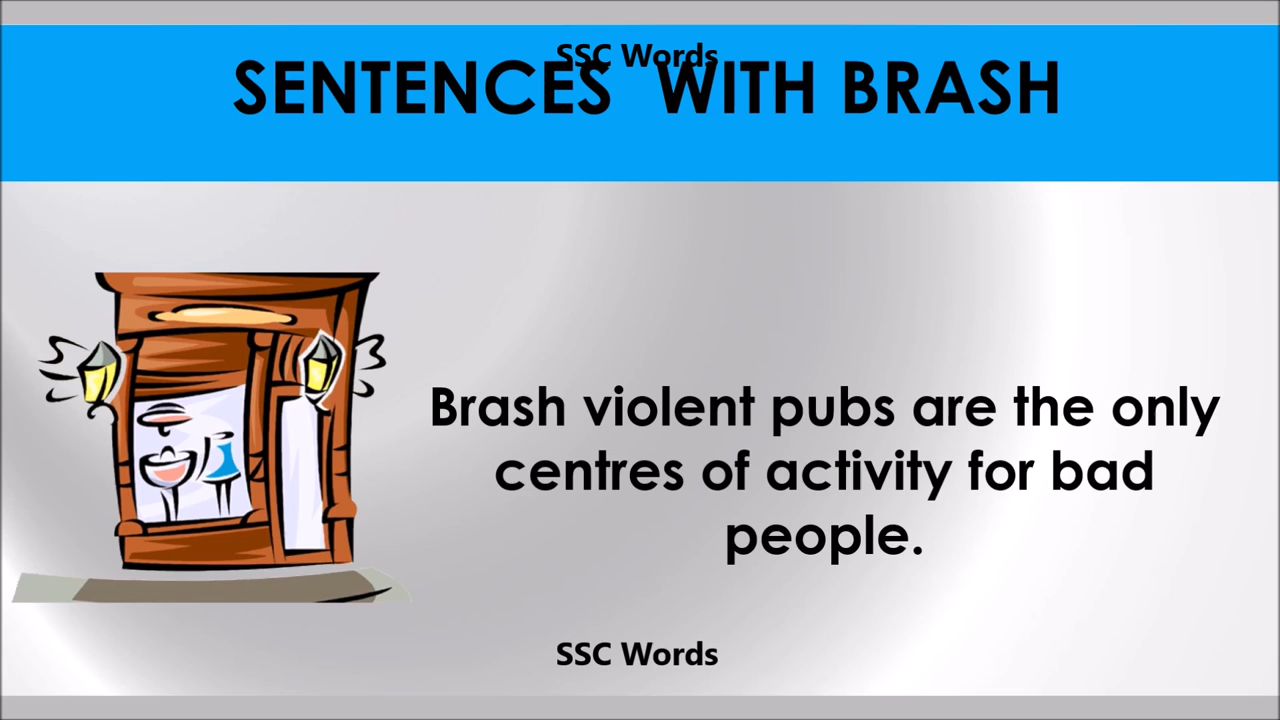 SSC Words
SENTENCES WITH BRASH
Brash violent pubs are the only
centres of activity for bad
people.
SSC Words